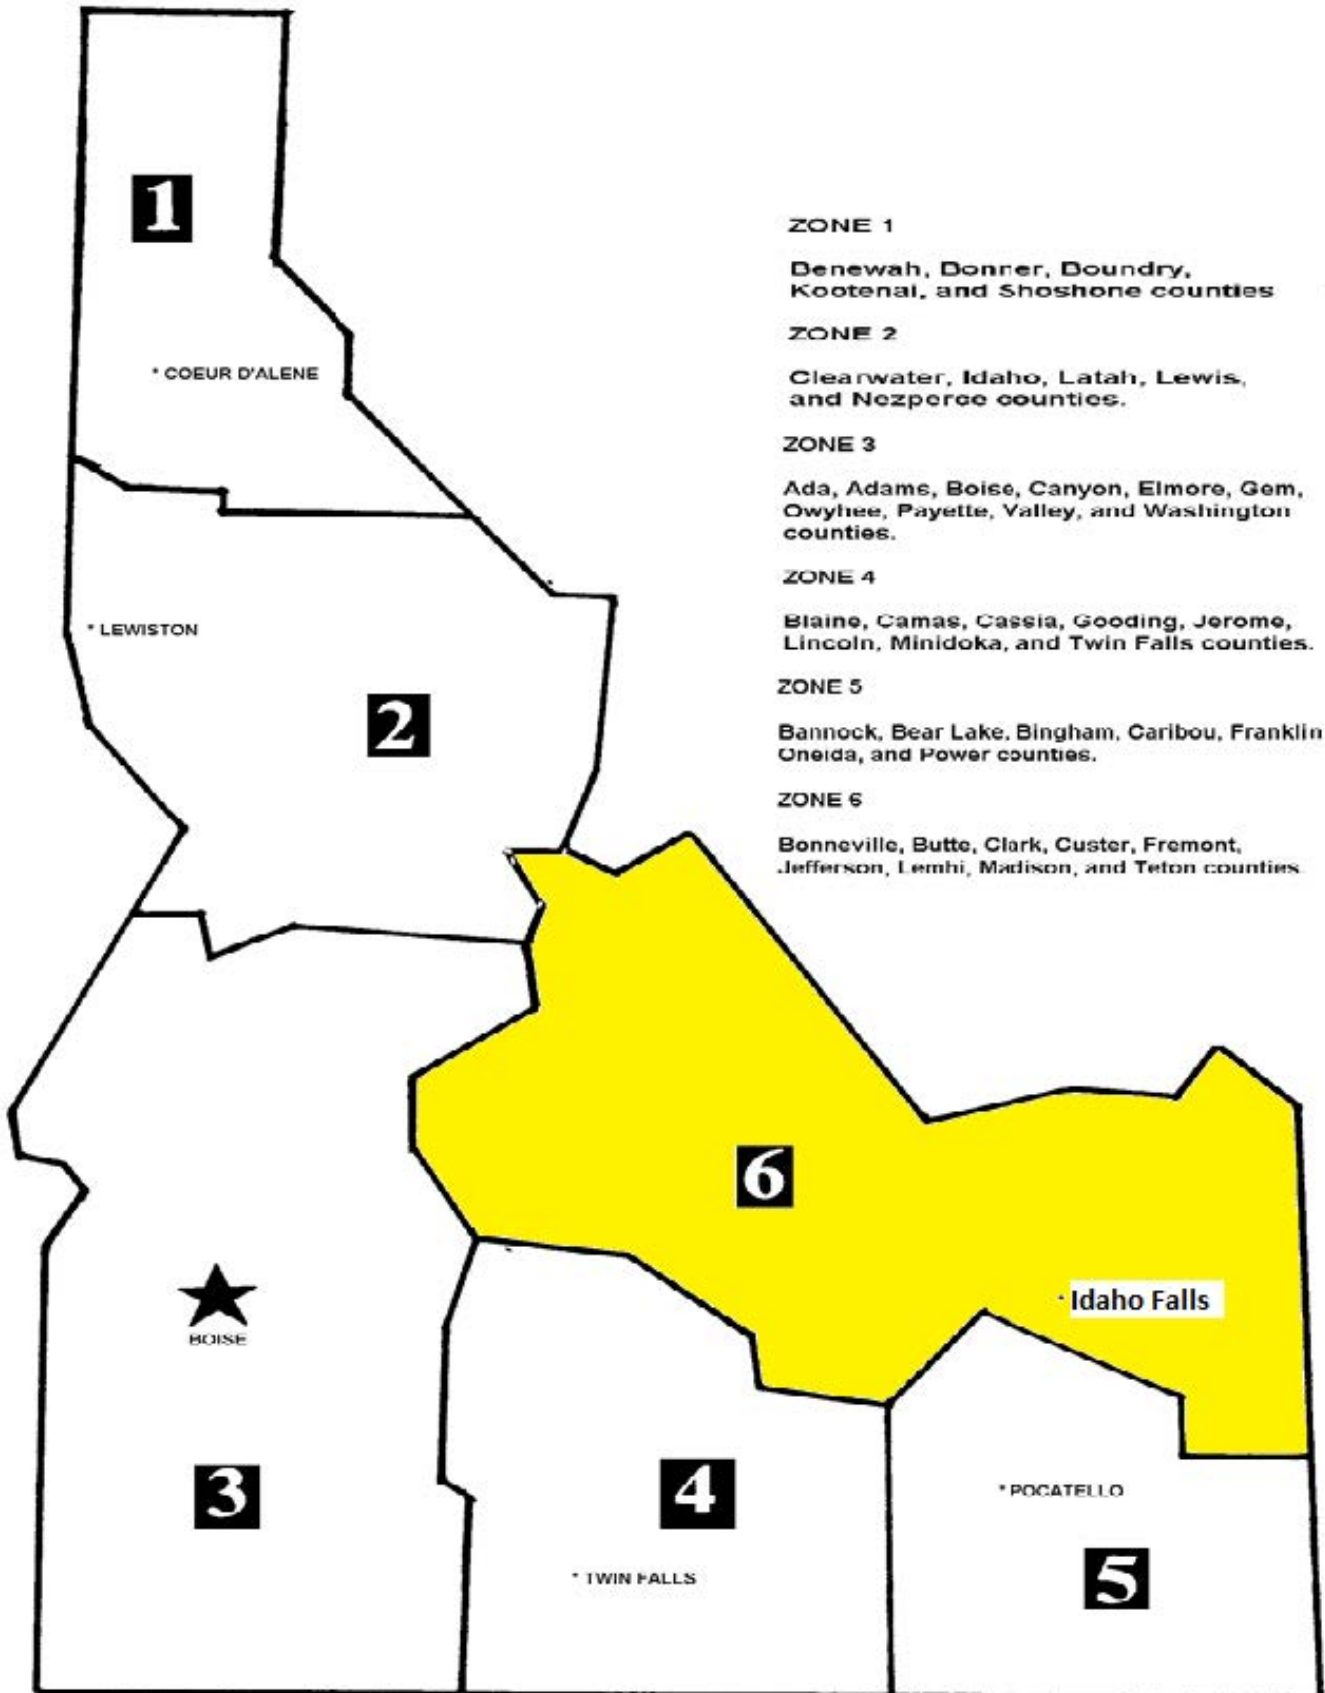 1
ZONE 1
Benewah, Bonner, Boundry,
Kootenai, and Shoshone counties
ZONE 2
* COEUR D'ALENE
Clearwater, Idaho, Latah, Lewis,
and Nezperce counties.
ZONE 3
Ada, Adams, Boise, Canyon, Elmore, Gem,
Owyhee, Payette, Valley, and Washington
counties.
ZONE 4
* LEWISTON
Blaine, Camas, Cassia, Gooding, Jerome,
Lincoln, Minidoka, and Twin Falls counties.
ZONE 5
2
Bannock, Bear Lake, Bingham, Caribou, Franklin
Oneida, and Power counties.
ZONE 6
Bonneville, Butte, Clark, Custer, Fremont,
Jefferson, Lemhi, Madison, and Teton counties
6
Idaho Falls
BOISE
3
4
* POCATELLO
* TWIN FALLS
5